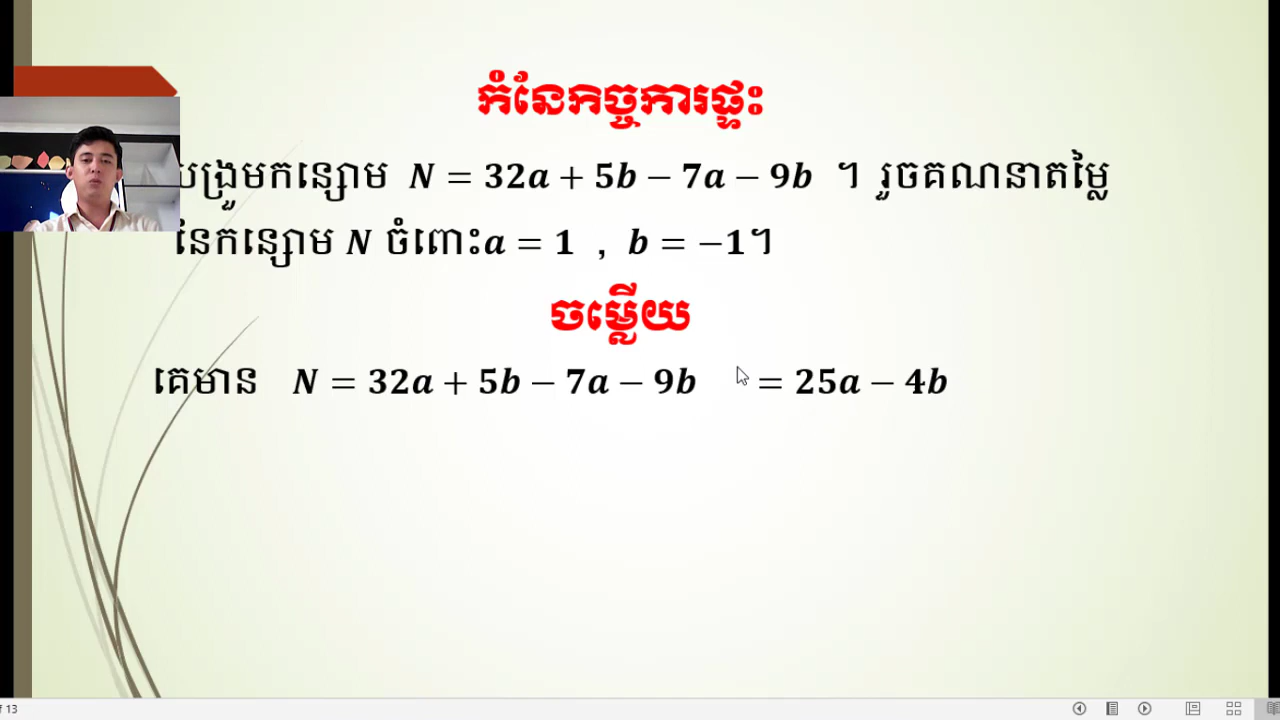 កំនែកិច្ចការផ្ទះ
បង្រួមកន្សោម N = 32a + 5b − 7a − 9b ។ រួចគណនាតម្លៃ
នៃកន្សោម N ចំពោះa = 1 , b = −1។
ចម្លើយ
គេមាន N = 32a + 5b − 7a − 9b = 25a − 4b
f 13